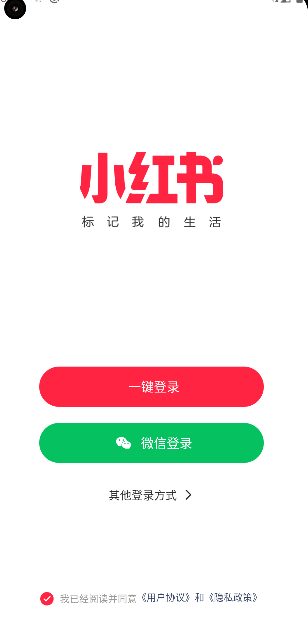 小红书
标记我的生活
一键登录
微信登录
其他登录方式
我已经阅读并同意《用户协议》和《隐私政策》